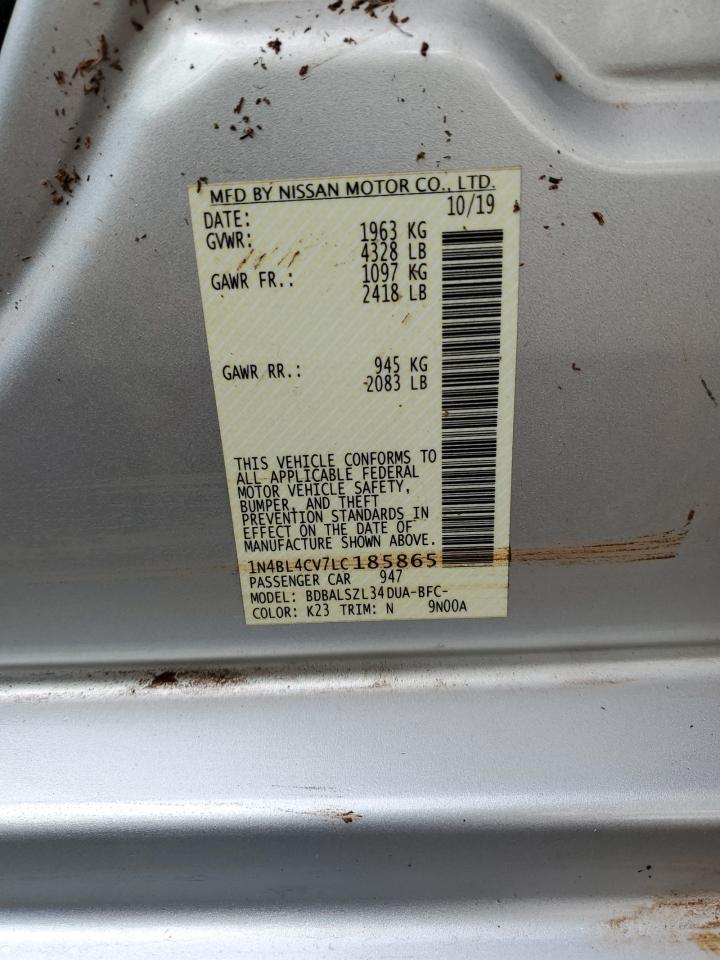 MFD BY NISSAN MOTOR CO., LTD.
DATE: 10/19
GVWR: 1963 KG
4328 LB
GAWR FR.: 1097 KG
2418 LB
GAWR RR.: 945 KG
2083 LB
THIS VEHICLE CONFORMS TO
ALL APPLICABLE FEDERAL
MOTOR VEHICLE SAFETY,
BUMPER, AND THEFT
PREVENTION STANDARDS IN
EFFECT ON THE DATE OF
MANUFACTURE SHOWN ABOVE.
1N4BL4CV7LC185865
PASSENGER CAR 947
MODEL: BDBALSZL34DUA-BFC-
COLOR: K23 TRIM: N 9N00A